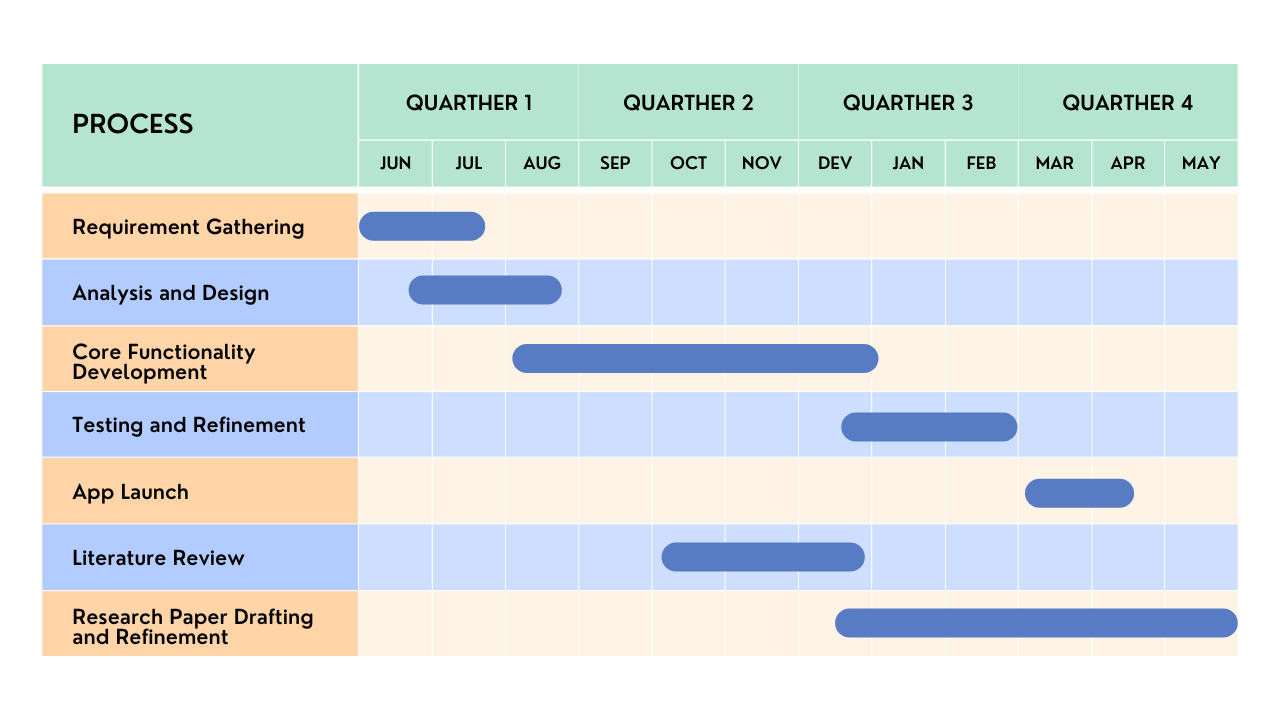 PROCESS
QUARTHER 1
QUARTHER 2
QUARTHER 3
QUARTHER 4
JUN
JUL
AUG
SEP
OCT
NOV
DEV
JAN
FEB
MAR
APR
MAY
Requirement Gathering
Analysis and Design
Core Functionality
Development
Testing and Refinement
App Launch
Literature Review
Research Paper Drafting
and Refinement